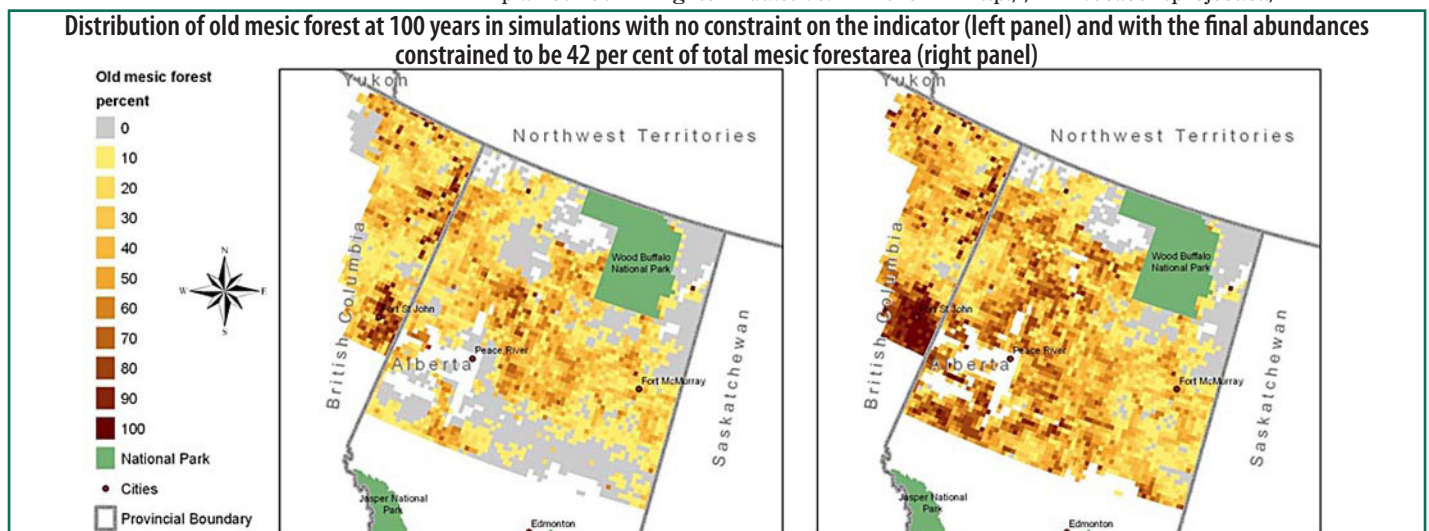 Distribution of old mesic forest at 100 years in simulations with no constraint on the indicator (left panel) and with the final abundances
constrained to be 42 per cent of total mesic forestarea (right panel)
Old mesic forest
percent
0
10
20
30
40
50
60
70
80
90
100
National Park
Cities
Provincial Boundary
N
W E
S
Yukon
Northwest Territories
British Columbia
Wood Buffalo
National Park
Fort St John
Peace River
Alberta
Fort McMurray
Saskatchewan
Jasper National
Park
Edmonton
Yukon
Northwest Territories
British Columbia
Wood Buffalo
National Park
Fort St John
Peace River
Alberta
Fort McMurray
Saskatchewan
Jasper National
Park
Edmonton